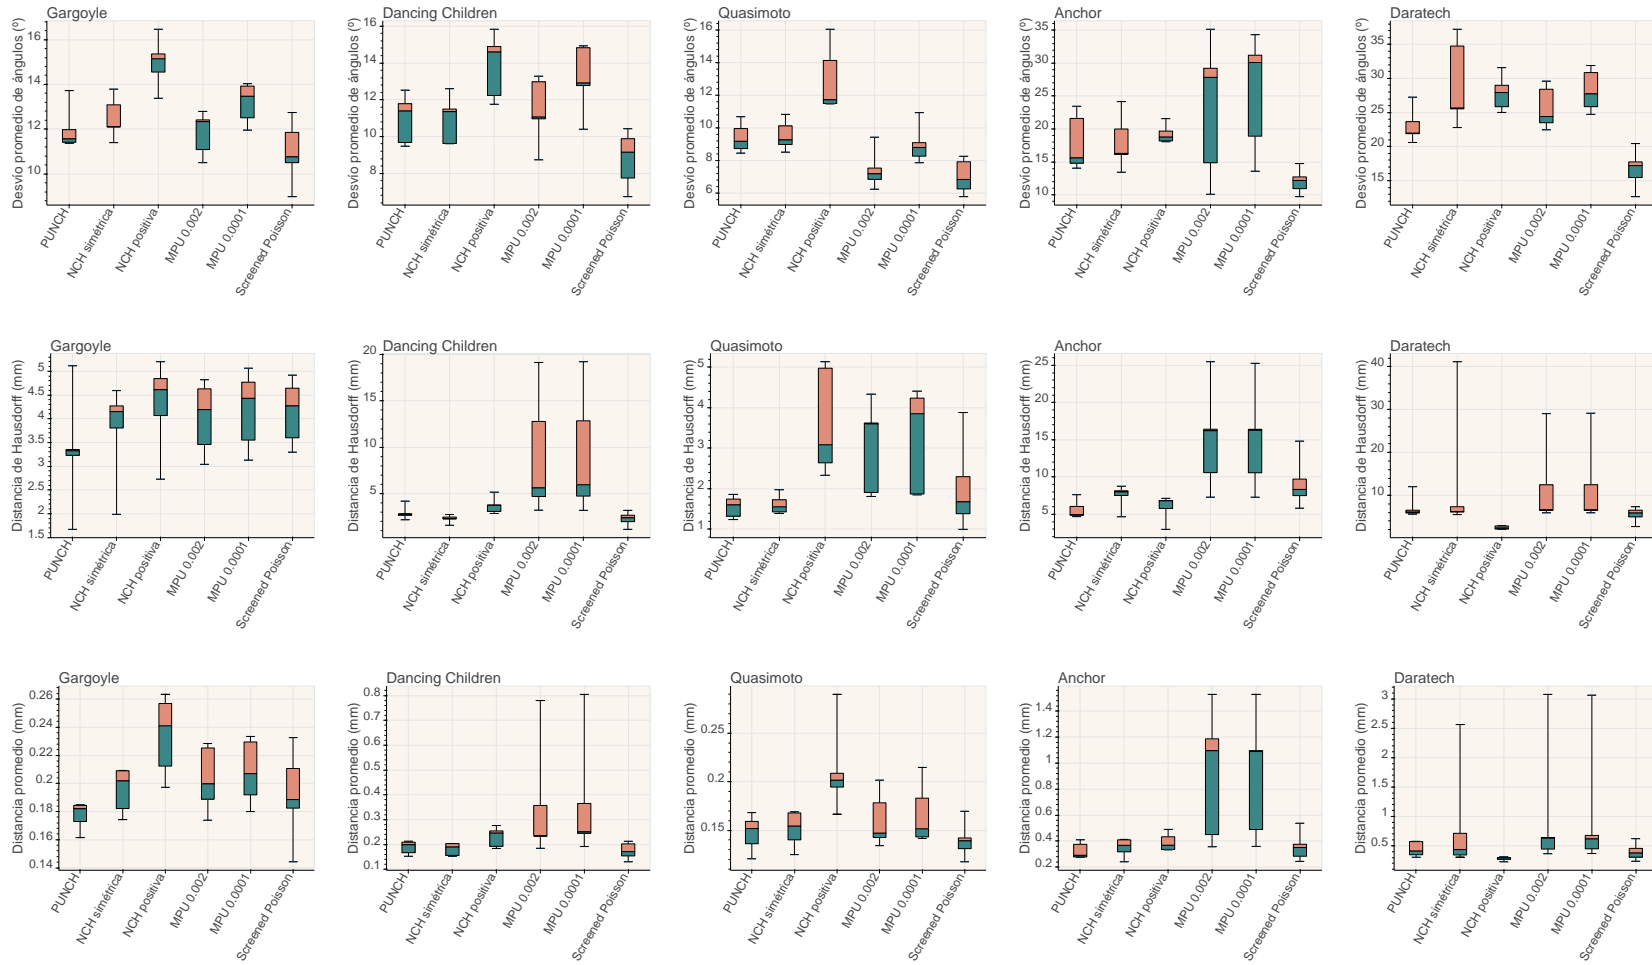 Gargoyle
Desvío promedio de ángulos (º)
16
14
12
10
PUNCH
NCH simétrica
NCH positiva
MPU 0.002
MPU 0.0001
Screened Poisson
Dancing Children
Desvío promedio de ángulos (º)
16
14
12
10
8
PUNCH
NCH simétrica
NCH positiva
MPU 0.002
MPU 0.0001
Screened Poisson
Quasimoto
Desvío promedio de ángulos (º)
16
14
12
10
8
6
PUNCH
NCH simétrica
NCH positiva
MPU 0.002
MPU 0.0001
Screened Poisson
Anchor
Desvío promedio de ángulos (º)
35
30
25
20
15
10
PUNCH
NCH simétrica
NCH positiva
MPU 0.002
MPU 0.0001
Screened Poisson
Daratech
Desvío promedio de ángulos (º)
35
30
25
20
15
PUNCH
NCH simétrica
NCH positiva
MPU 0.002
MPU 0.0001
Screened Poisson
Gargoyle
Distancia de Hausdorff (mm)
5
4.5
4
3.5
3
2.5
2
1.5
PUNCH
NCH simétrica
NCH positiva
MPU 0.002
MPU 0.0001
Screened Poisson
Dancing Children
Distancia de Hausdorff (mm)
20
15
10
5
PUNCH
NCH simétrica
NCH positiva
MPU 0.002
MPU 0.0001
Screened Poisson
Quasimoto
Distancia de Hausdorff (mm)
5
4
3
2
1
PUNCH
NCH simétrica
NCH positiva
MPU 0.002
MPU 0.0001
Screened Poisson
Anchor
Distancia de Hausdorff (mm)
25
20
15
10
5
PUNCH
NCH simétrica
NCH positiva
MPU 0.002
MPU 0.0001
Screened Poisson
Daratech
Distancia de Hausdorff (mm)
40
30
20
10
PUNCH
NCH simétrica
NCH positiva
MPU 0.002
MPU 0.0001
Screened Poisson
Gargoyle
Distancia promedio (mm)
0.26
0.24
0.22
0.2
0.18
0.16
0.14
PUNCH
NCH simétrica
NCH positiva
MPU 0.002
MPU 0.0001
Screened Poisson
Dancing Children
Distancia promedio (mm)
0.8
0.7
0.6
0.5
0.4
0.3
0.2
0.1
PUNCH
NCH simétrica
NCH positiva
MPU 0.002
MPU 0.0001
Screened Poisson
Quasimoto
Distancia promedio (mm)
0.25
0.2
0.15
PUNCH
NCH simétrica
NCH positiva
MPU 0.002
MPU 0.0001
Screened Poisson
Anchor
Distancia promedio (mm)
1.4
1.2
1
0.8
0.6
0.4
0.2
PUNCH
NCH simétrica
NCH positiva
MPU 0.002
MPU 0.0001
Screened Poisson
Daratech
Distancia promedio (mm)
3
2.5
2
1.5
1
0.5
PUNCH
NCH simétrica
NCH positiva
MPU 0.002
MPU 0.0001
Screened Poisson